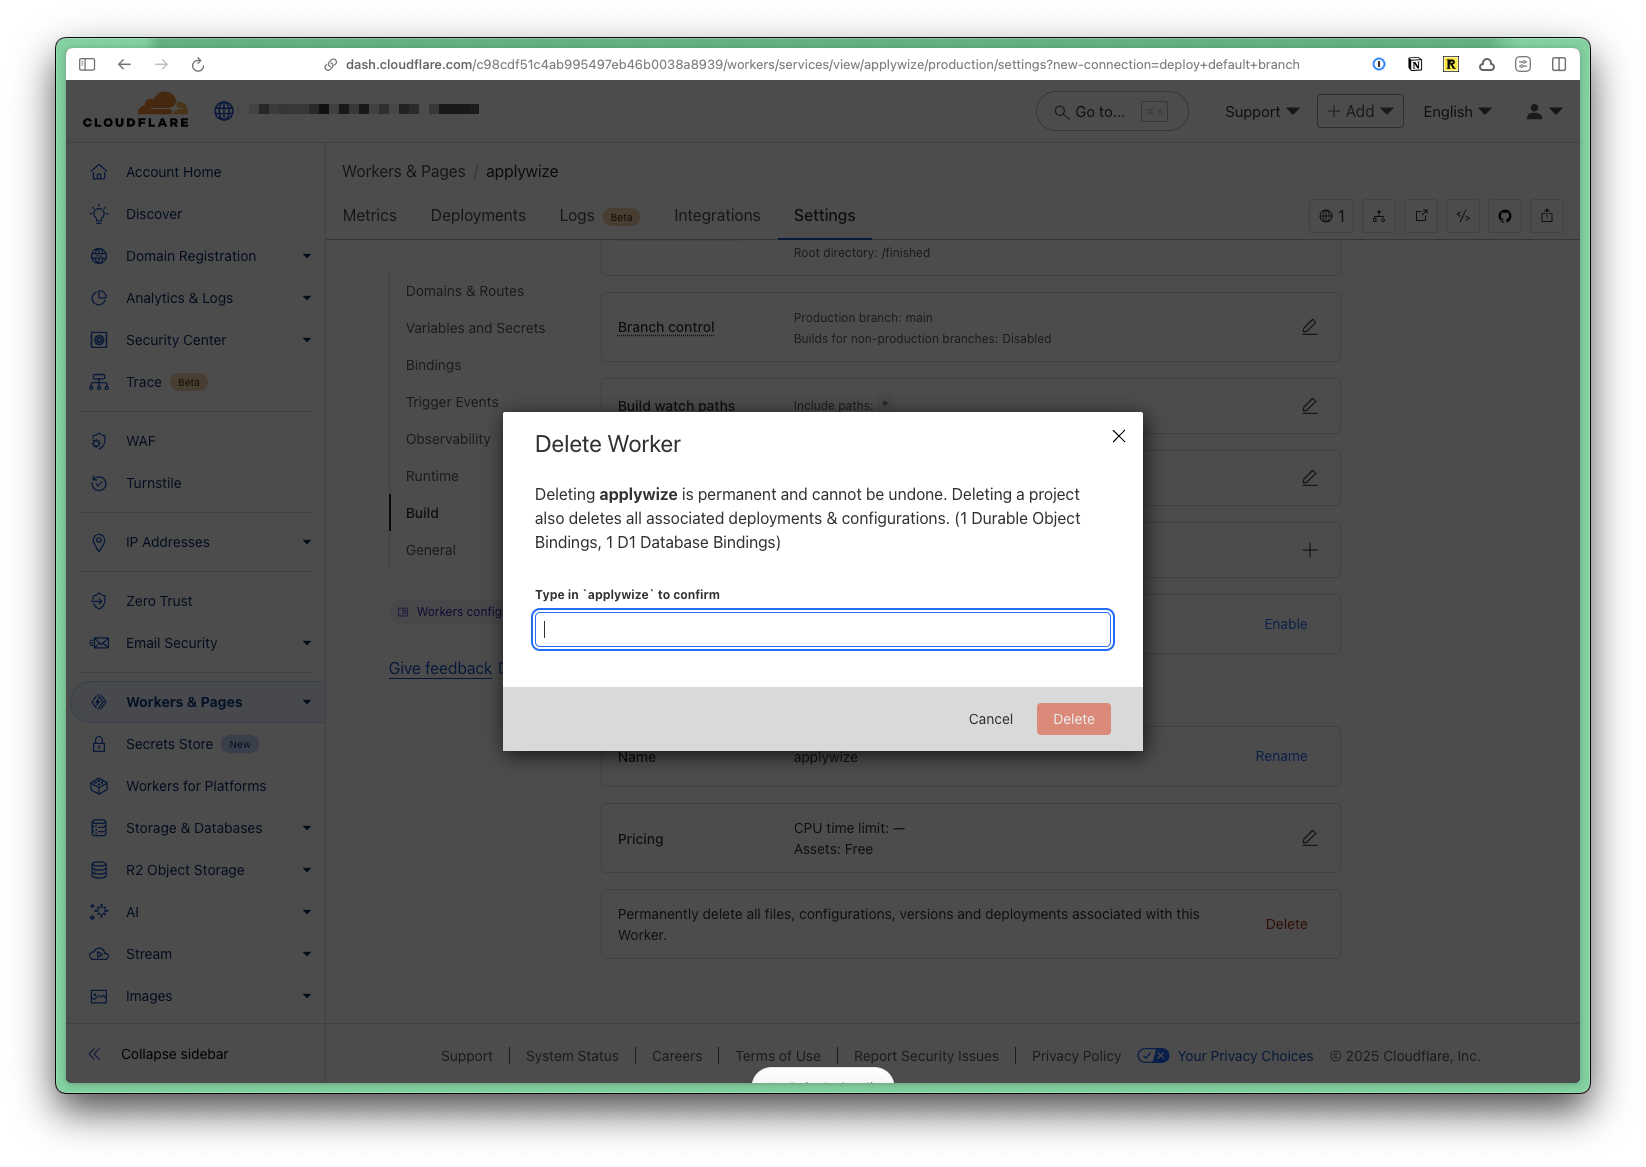 dash.cloudflare.com/c98cdf51c4ab995497eb46b0038a8939/workers/services/view/applywize/production/settings?new-connection=deploy+default+branch
CLOUDFLARE
Go to... ⌘ K
Support
+ Add
English
Account Home
Discover
Domain Registration
Analytics & Logs
Security Center
Trace Beta
WAF
Turnstile
IP Addresses
Zero Trust
Email Security
Workers & Pages
Secrets Store New
Workers for Platforms
Storage & Databases
R2 Object Storage
AI
Stream
Images
Collapse sidebar
Workers & Pages / applywize
Metrics
Deployments
Logs Beta
Integrations
Settings
1
Domains & Routes
Variables and Secrets
Bindings
Trigger Events
Observability
Runtime
Build
General
Workers config
Give feedback
Root directory: /finished
Branch control
Production branch: main
Builds for non-production branches: Disabled
Build watch paths
Include paths: *
Enable
Delete Worker
Deleting applywize is permanent and cannot be undone. Deleting a project
also deletes all associated deployments & configurations. (1 Durable Object
Bindings, 1 D1 Database Bindings)
Type in `applywize` to confirm
Cancel
Delete
Name
applywize
Rename
Pricing
CPU time limit: —
Assets: Free
Permanently delete all files, configurations, versions and deployments associated with this
Worker.
Delete
Support
System Status
Careers
Terms of Use
Report Security Issues
Privacy Policy
Your Privacy Choices
© 2025 Cloudflare, Inc.